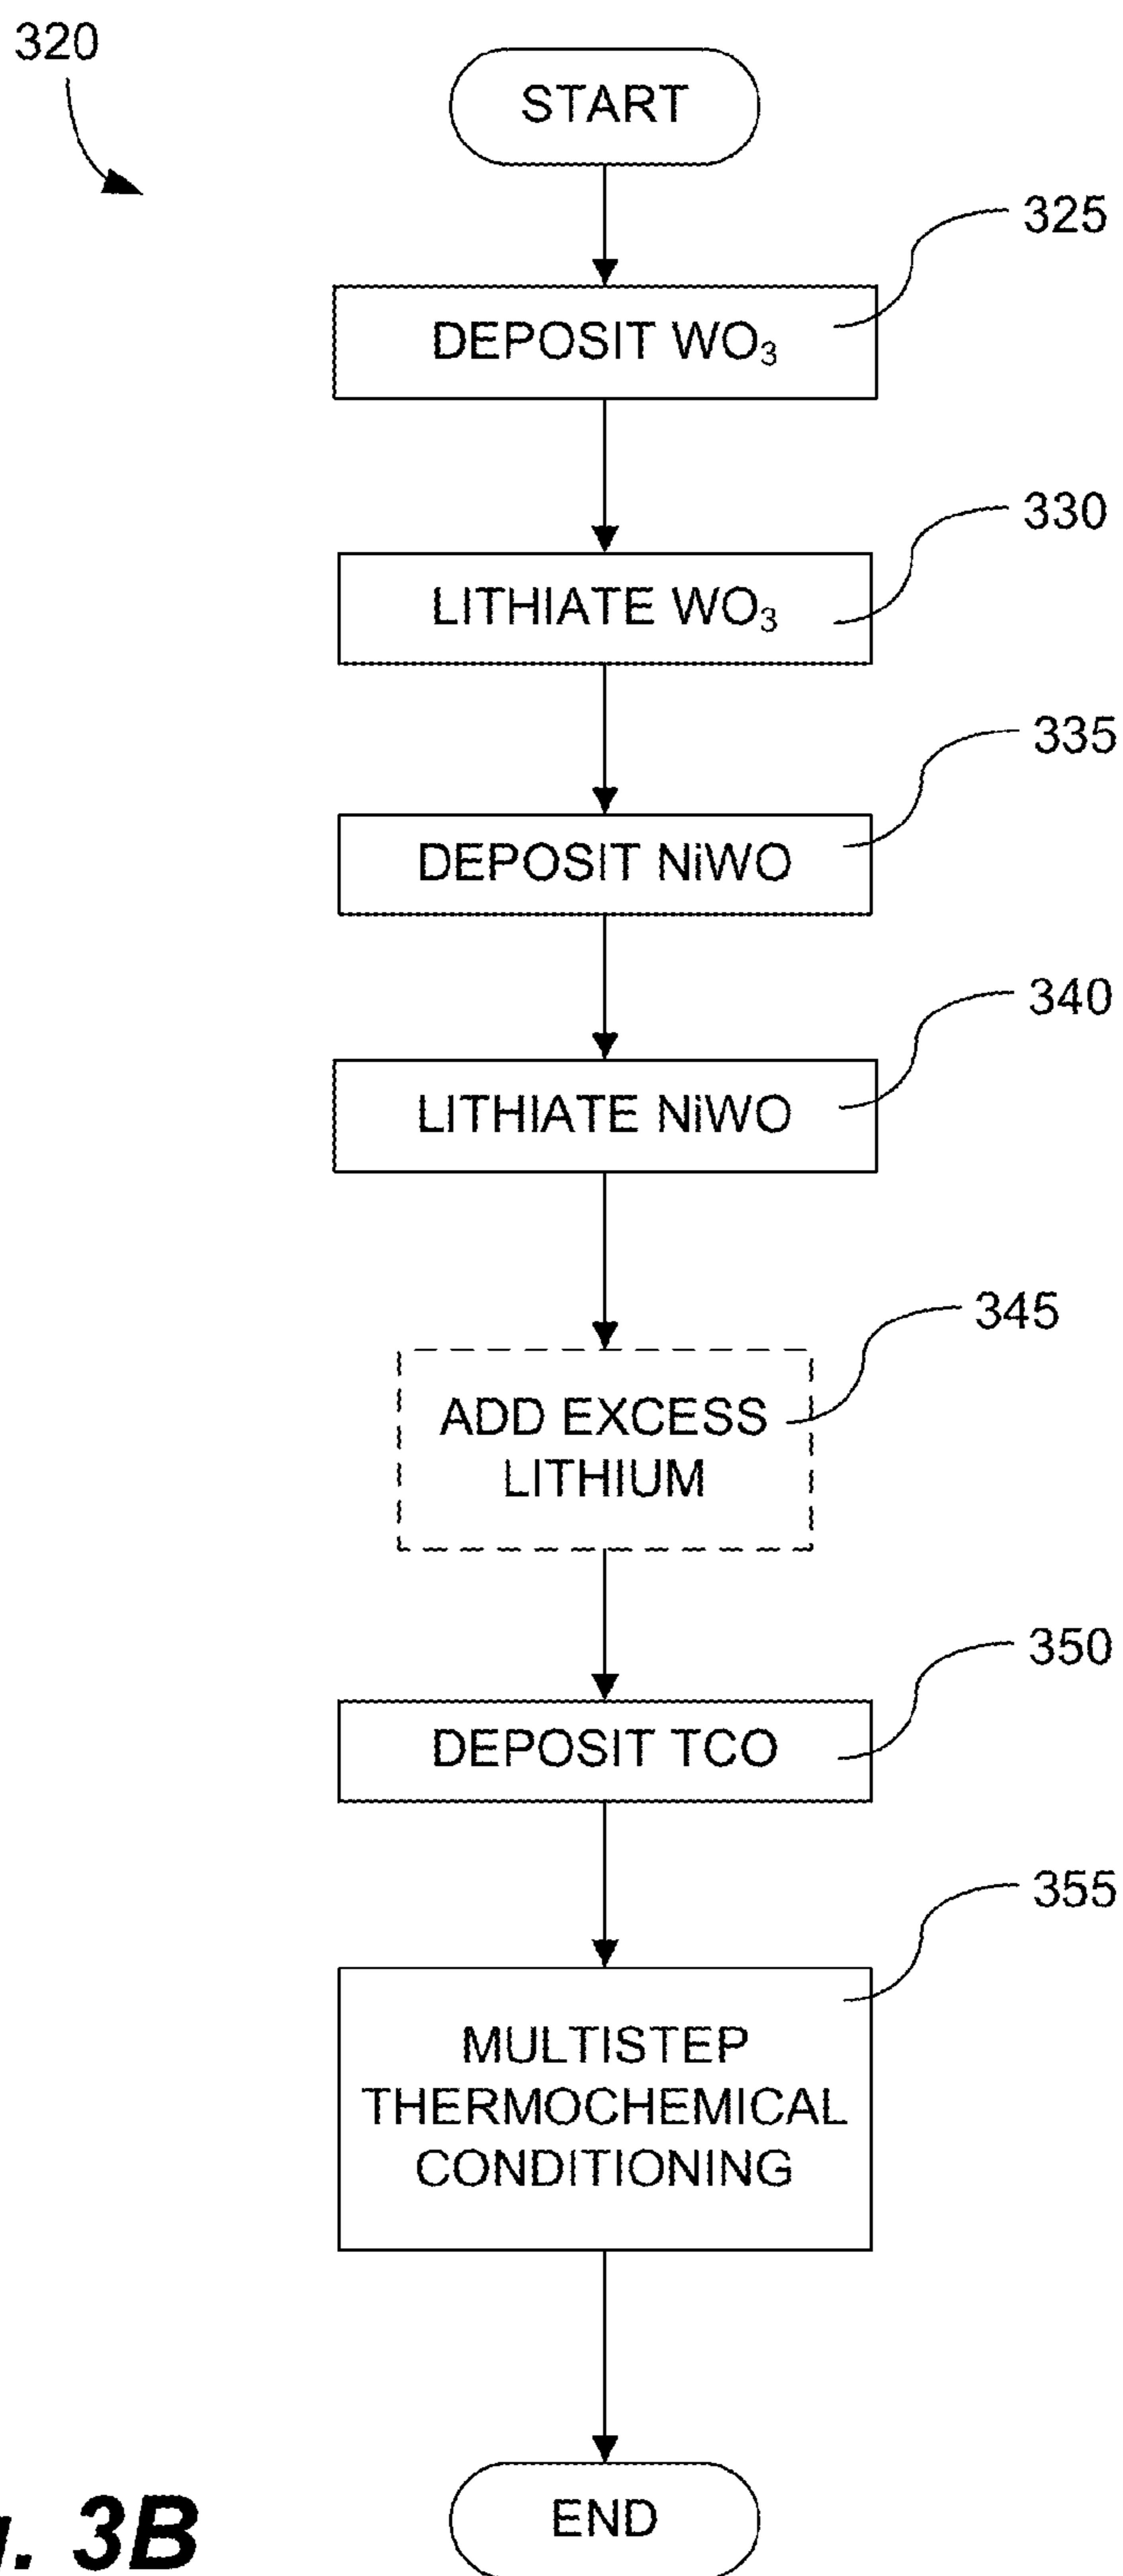 320
START
325
DEPOSIT WO₃
330
LITHIATE WO₃
335
DEPOSIT NiWO
340
LITHIATE NiWO
345
ADD EXCESS
LITHIUM
350
DEPOSIT TCO
355
MULTISTEP
THERMOCHEMICAL
CONDITIONING
END
3B